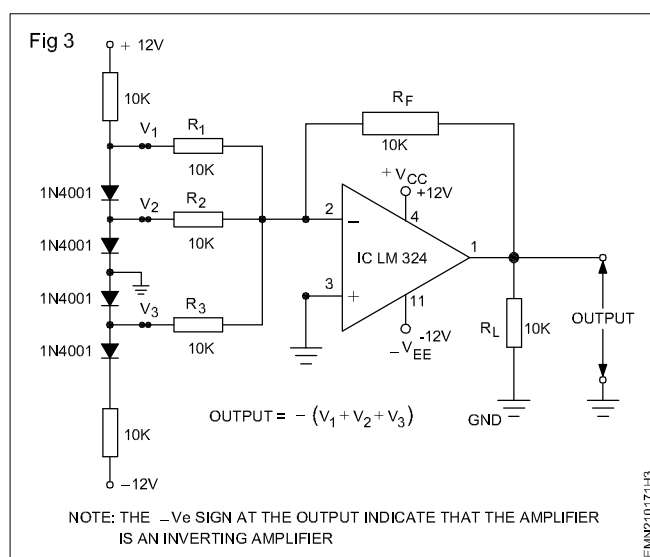 Fig 3
+ 12V
10K
V1
R1
10K
RF
10K
1N4001
V2
R2
10K
+ VCC
+12V
2
−
4
1N4001
IC LM 324
1
1N4001
3
+
11
V3
R3
10K
−12V
− VEE
RL
10K
OUTPUT
1N4001
10K
OUTPUT = − (V1 + V2 + V3)
GND
−12V
NOTE: THE −Ve SIGN AT THE OUTPUT INDICATE THAT THE AMPLIFIER
IS AN INVERTING AMPLIFIER
EMN210171H3